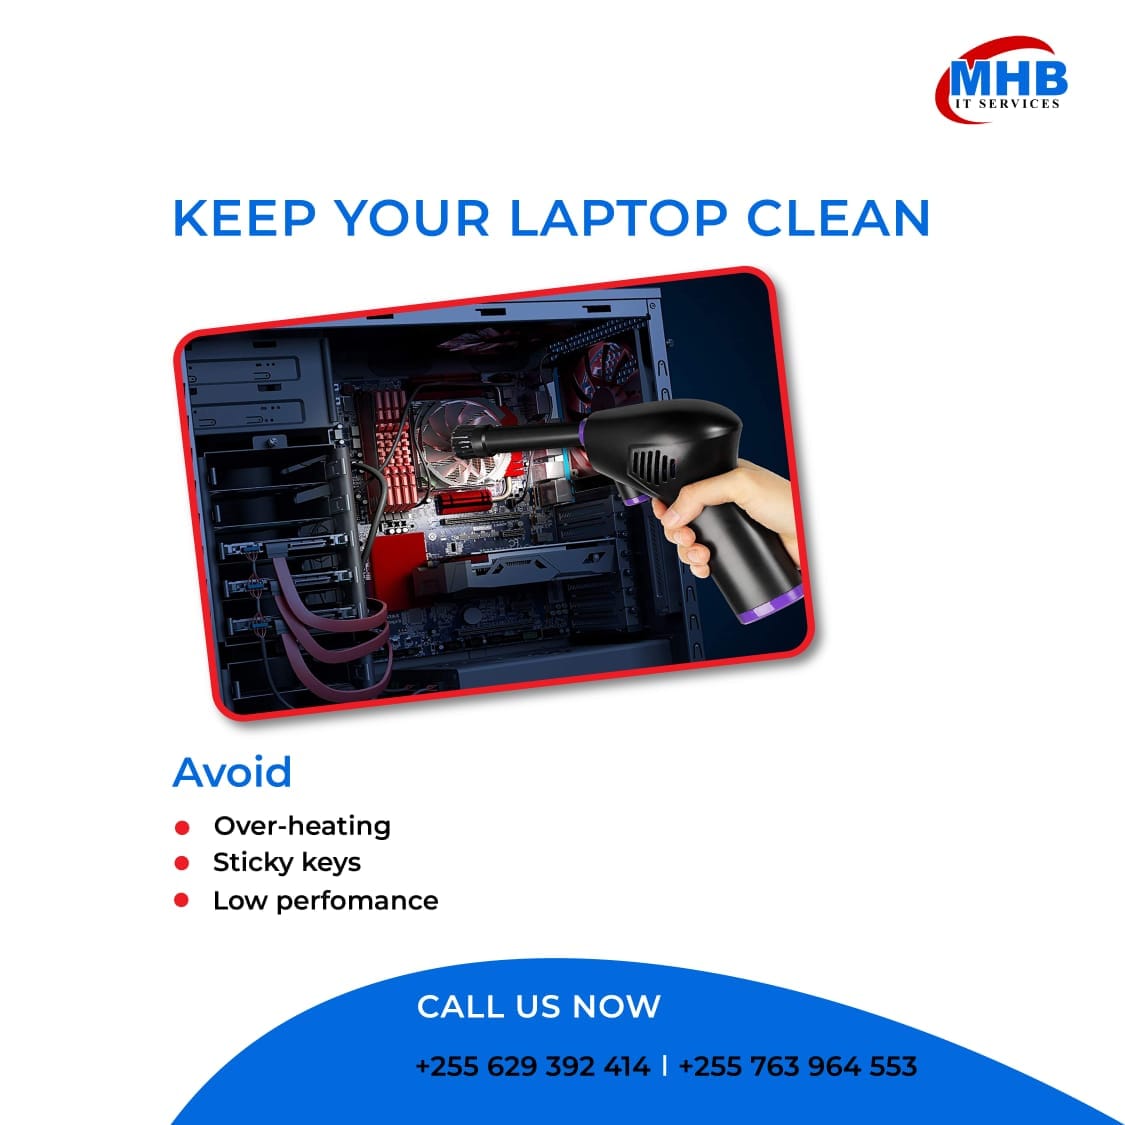 MHB
IT SERVICES
KEEP YOUR LAPTOP CLEAN
Avoid
Over-heating
Sticky keys
Low perfomance
CALL US NOW
+255 629 392 414 | +255 763 964 553